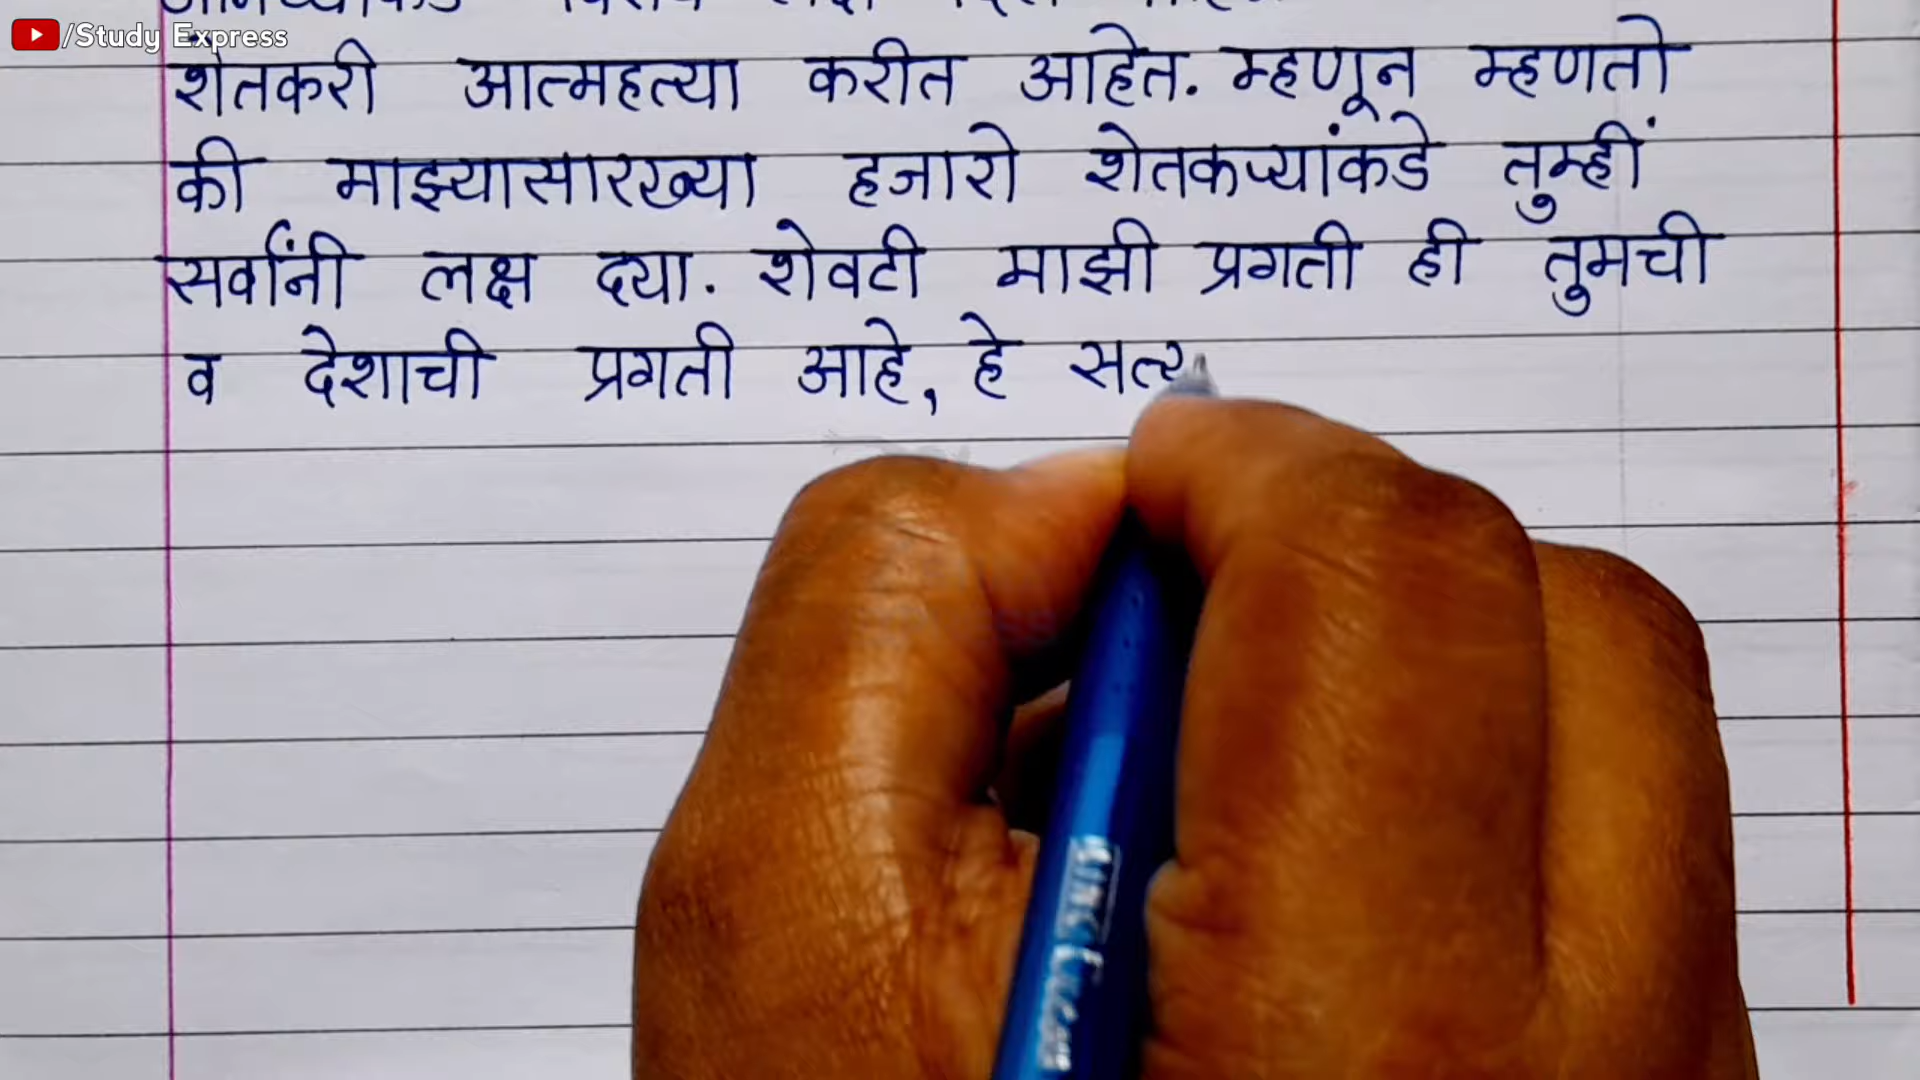 /Study Express
शेतकरी आत्महत्या करीत आहेत. म्हणून म्हणतो
की माझ्यासारख्या हजारो शेतकऱ्यांकडे तुम्हीं
सर्वांनी लक्ष द्या. शेवटी माझी प्रगती ही तुमची
व देशाची प्रगती आहे, हे